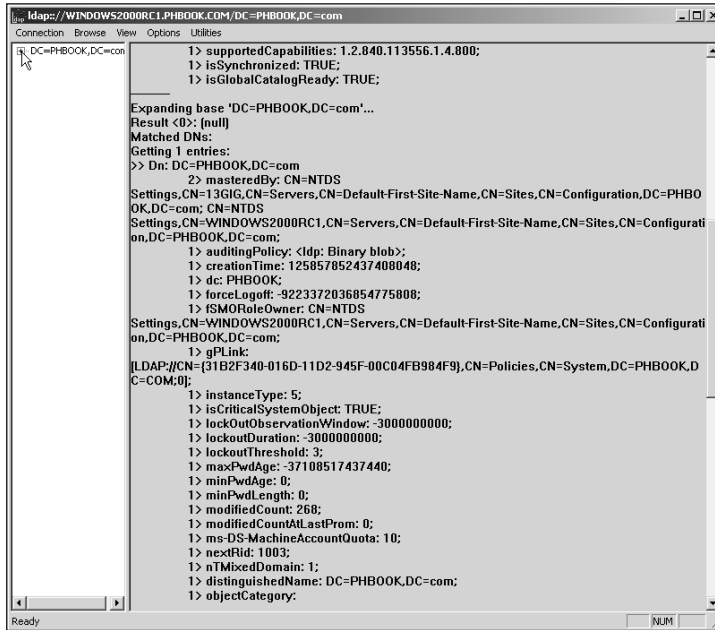 ldap://WINDOWS2000RC1.PHBOOK.COM/DC=PHBOOK,DC=com
Connection Browse View Options Utilities
DC=PHBOOK,DC=con
1> supportedCapabilities: 1.2.840.113556.1.4.800;
1> isSynchronized: TRUE;
1> isGlobalCatalogReady: TRUE;
Expanding base 'DC=PHBOOK,DC=com'...
Result <0>: (null)
Matched DNs:
Getting 1 entries:
>> Dn: DC=PHBOOK,DC=com
2> masteredBy: CN=NTDS
Settings,CN=13GIG,CN=Servers,CN=Default-First-Site-Name,CN=Sites,CN=Configuration,DC=PHBO
OK,DC=com; CN=NTDS
Settings,CN=WINDOWS2000RC1,CN=Servers,CN=Default-First-Site-Name,CN=Sites,CN=Configurati
on,DC=PHBOOK,DC=com;
1> auditingPolicy: <ldp: Binary blob>;
1> creationTime: 125857852437408048;
1> dc: PHBOOK;
1> forceLogoff: -9223372036854775808;
1> fSMORoleOwner: CN=NTDS
Settings,CN=WINDOWS2000RC1,CN=Servers,CN=Default-First-Site-Name,CN=Sites,CN=Configurati
on,DC=PHBOOK,DC=com;
1> gPLink:
[LDAP://CN={31B2F340-016D-11D2-945F-00C04FB984F9},CN=Policies,CN=System,DC=PHBOOK,D
C=COM;0];
1> instanceType: 5;
1> isCriticalSystemObject: TRUE;
1> lockOutObservationWindow: -3000000000;
1> lockoutDuration: -3000000000;
1> lockoutThreshold: 3;
1> maxPwdAge: -37108517437440;
1> minPwdAge: 0;
1> minPwdLength: 0;
1> modifiedCount: 268;
1> modifiedCountAtLastProm: 0;
1> ms-DS-MachineAccountQuota: 10;
1> nextRid: 1003;
1> nTMixedDomain: 1;
1> distinguishedName: DC=PHBOOK,DC=com;
1> objectCategory:
Ready
NUM